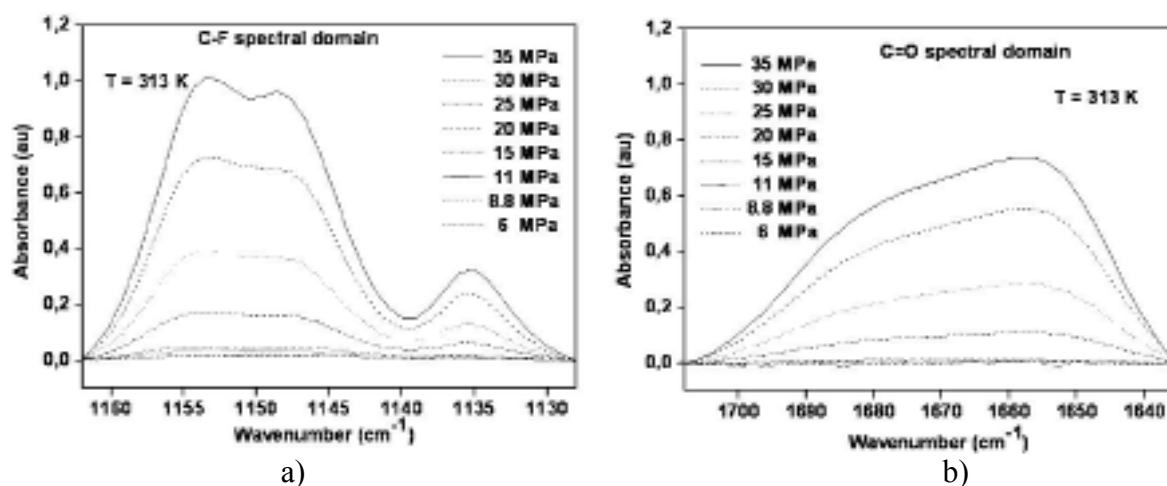 1,2
1,0
0,8
0,6
0,4
0,2
0,0
Absorbance (au)
C-F spectral domain
T = 313 K
35 MPa
30 MPa
25 MPa
20 MPa
15 MPa
11 MPa
8.8 MPa
6 MPa
1160 1155 1150 1145 1140 1135 1130
Wavenumber (cm-1)
a)
1,2
1,0
0,8
0,6
0,4
0,2
0,0
Absorbance (au)
C=O spectral domain
T = 313 K
35 MPa
30 MPa
25 MPa
20 MPa
15 MPa
11 MPa
8.8 MPa
6 MPa
1700 1690 1680 1670 1660 1650 1640
Wavenumber (cm-1)
b)